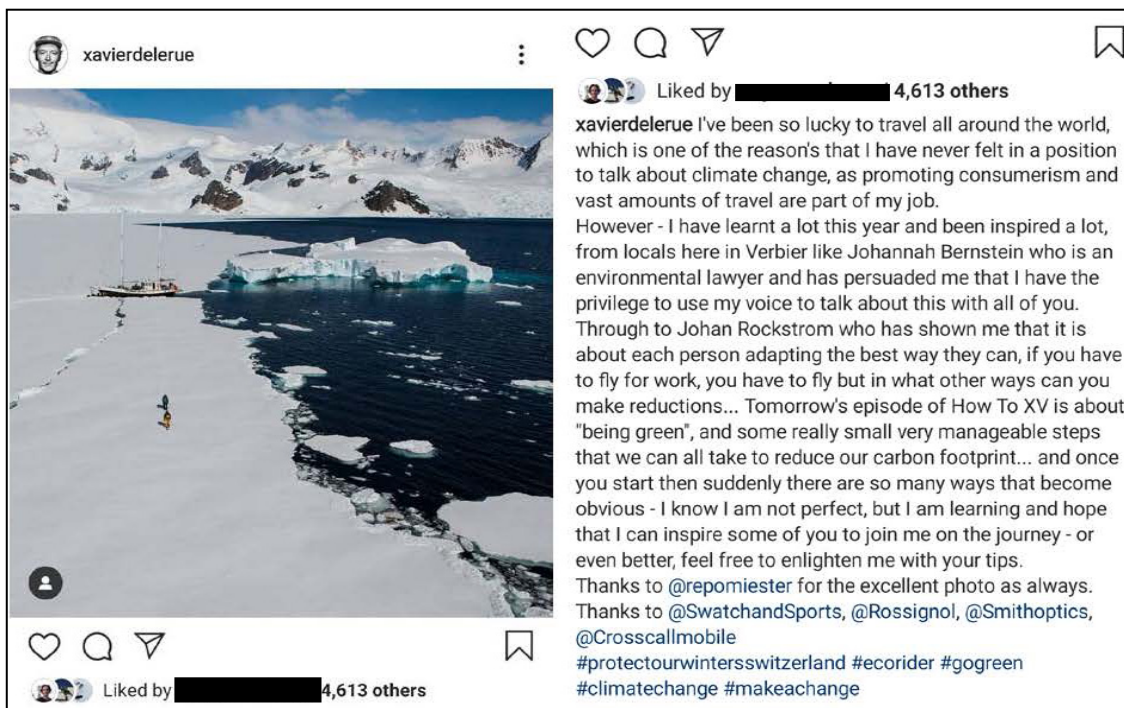 xavierdelerue
Liked by 4,613 others
Liked by 4,613 others
xavierdelerue I've been so lucky to travel all around the world,
which is one of the reason's that I have never felt in a position
to talk about climate change, as promoting consumerism and
vast amounts of travel are part of my job.
However - I have learnt a lot this year and been inspired a lot,
from locals here in Verbier like Johannah Bernstein who is an
environmental lawyer and has persuaded me that I have the
privilege to use my voice to talk about this with all of you.
Through to Johan Rockstrom who has shown me that it is
about each person adapting the best way they can, if you have
to fly for work, you have to fly but in what other ways can you
make reductions... Tomorrow's episode of How To XV is about
"being green", and some really small very manageable steps
that we can all take to reduce our carbon footprint... and once
you start then suddenly there are so many ways that become
obvious - I know I am not perfect, but I am learning and hope
that I can inspire some of you to join me on the journey - or
even better, feel free to enlighten me with your tips.
Thanks to @repomiester for the excellent photo as always.
Thanks to @SwatchandSports, @Rossignol, @Smithoptics,
@Crosscallmobile
#protectourwintersswitzerland #ecorider #gogreen
#climatechange #makeachange